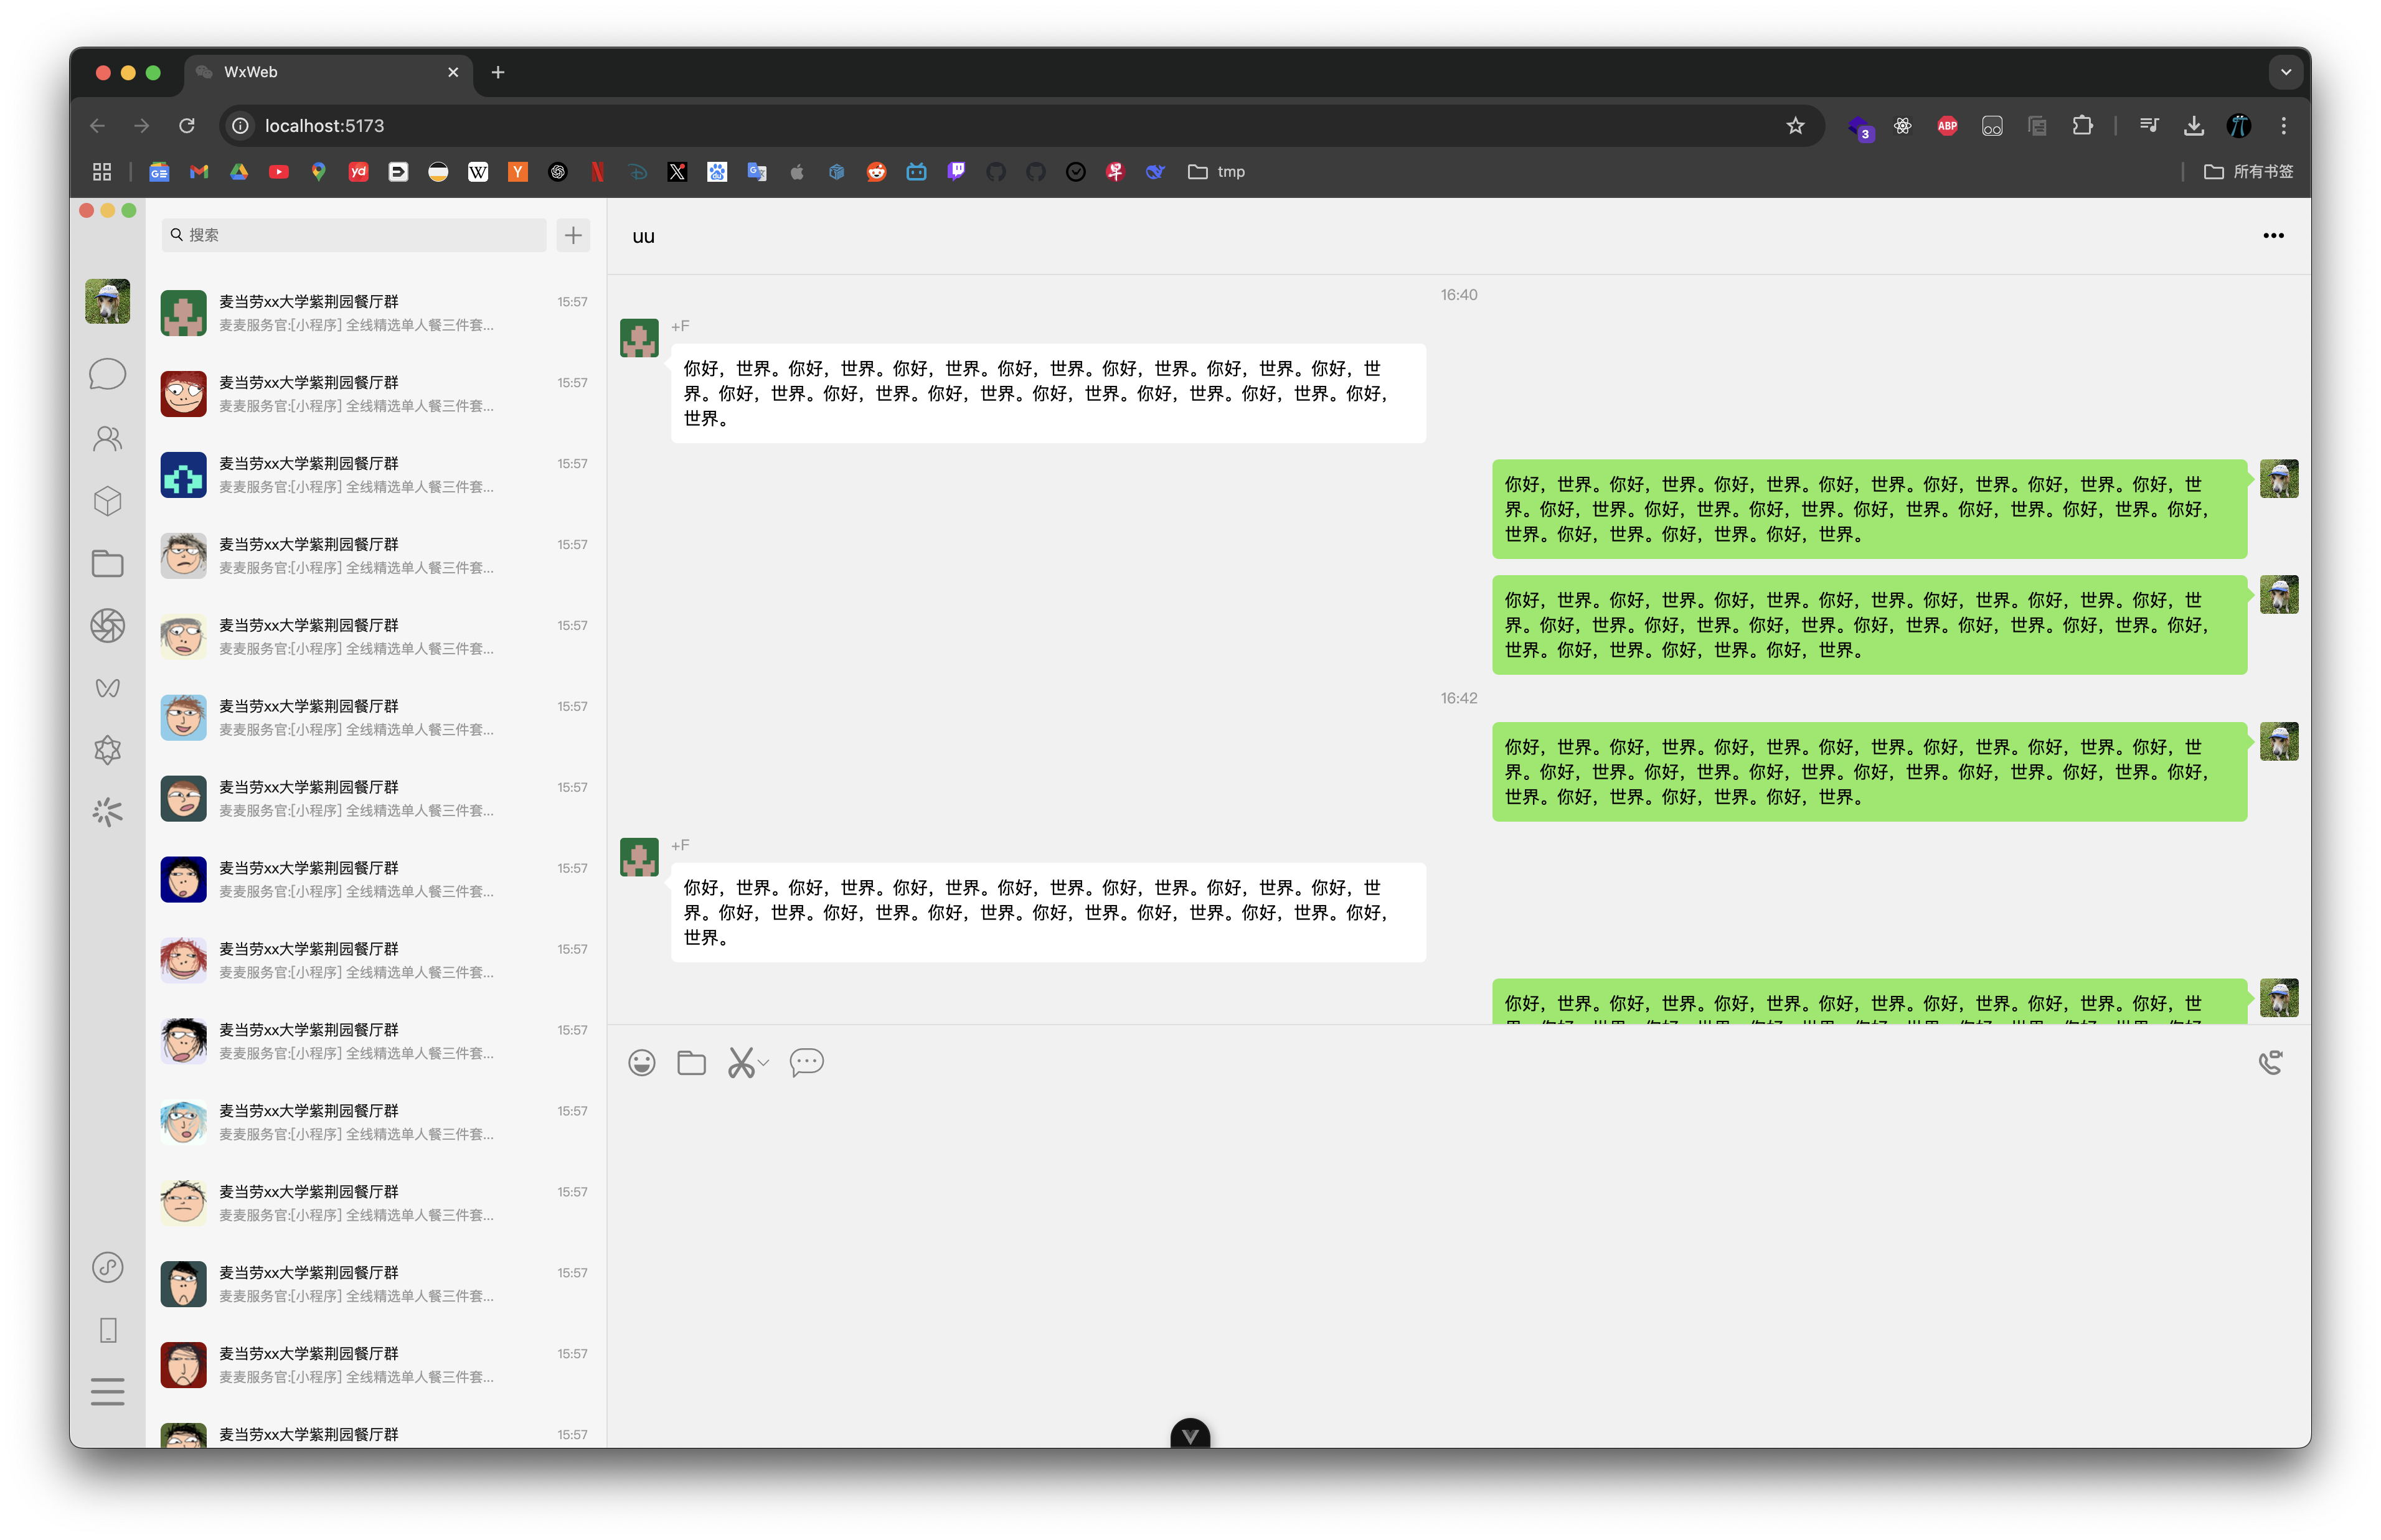 WxWeb
localhost:5173
3
ABP
GE
yd
W
Y
N
X
tmp
所有书签
搜索
麦当劳xx大学紫荆园餐厅群 15:57
麦麦服务官:[小程序] 全线精选单人餐三件套...
麦当劳xx大学紫荆园餐厅群 15:57
麦麦服务官:[小程序] 全线精选单人餐三件套...
麦当劳xx大学紫荆园餐厅群 15:57
麦麦服务官:[小程序] 全线精选单人餐三件套...
麦当劳xx大学紫荆园餐厅群 15:57
麦麦服务官:[小程序] 全线精选单人餐三件套...
麦当劳xx大学紫荆园餐厅群 15:57
麦麦服务官:[小程序] 全线精选单人餐三件套...
麦当劳xx大学紫荆园餐厅群 15:57
麦麦服务官:[小程序] 全线精选单人餐三件套...
麦当劳xx大学紫荆园餐厅群 15:57
麦麦服务官:[小程序] 全线精选单人餐三件套...
麦当劳xx大学紫荆园餐厅群 15:57
麦麦服务官:[小程序] 全线精选单人餐三件套...
麦当劳xx大学紫荆园餐厅群 15:57
麦麦服务官:[小程序] 全线精选单人餐三件套...
麦当劳xx大学紫荆园餐厅群 15:57
麦麦服务官:[小程序] 全线精选单人餐三件套...
麦当劳xx大学紫荆园餐厅群 15:57
麦麦服务官:[小程序] 全线精选单人餐三件套...
麦当劳xx大学紫荆园餐厅群 15:57
麦麦服务官:[小程序] 全线精选单人餐三件套...
麦当劳xx大学紫荆园餐厅群 15:57
麦麦服务官:[小程序] 全线精选单人餐三件套...
麦当劳xx大学紫荆园餐厅群 15:57
麦麦服务官:[小程序] 全线精选单人餐三件套...
麦当劳xx大学紫荆园餐厅群 15:57
uu
16:40
+F
你好，世界。你好，世界。你好，世界。你好，世界。你好，世界。你好，世界。你好，世
界。你好，世界。你好，世界。你好，世界。你好，世界。你好，世界。你好，世界。你好，
世界。
你好，世界。你好，世界。你好，世界。你好，世界。你好，世界。你好，世界。你好，世
界。你好，世界。你好，世界。你好，世界。你好，世界。你好，世界。你好，世界。你好，
世界。你好，世界。你好，世界。你好，世界。
你好，世界。你好，世界。你好，世界。你好，世界。你好，世界。你好，世界。你好，世
界。你好，世界。你好，世界。你好，世界。你好，世界。你好，世界。你好，世界。你好，
世界。你好，世界。你好，世界。你好，世界。
16:42
你好，世界。你好，世界。你好，世界。你好，世界。你好，世界。你好，世界。你好，世
界。你好，世界。你好，世界。你好，世界。你好，世界。你好，世界。你好，世界。你好，
世界。你好，世界。你好，世界。你好，世界。
+F
你好，世界。你好，世界。你好，世界。你好，世界。你好，世界。你好，世界。你好，世
界。你好，世界。你好，世界。你好，世界。你好，世界。你好，世界。你好，世界。你好，
世界。
你好，世界。你好，世界。你好，世界。你好，世界。你好，世界。你好，世界。你好，世